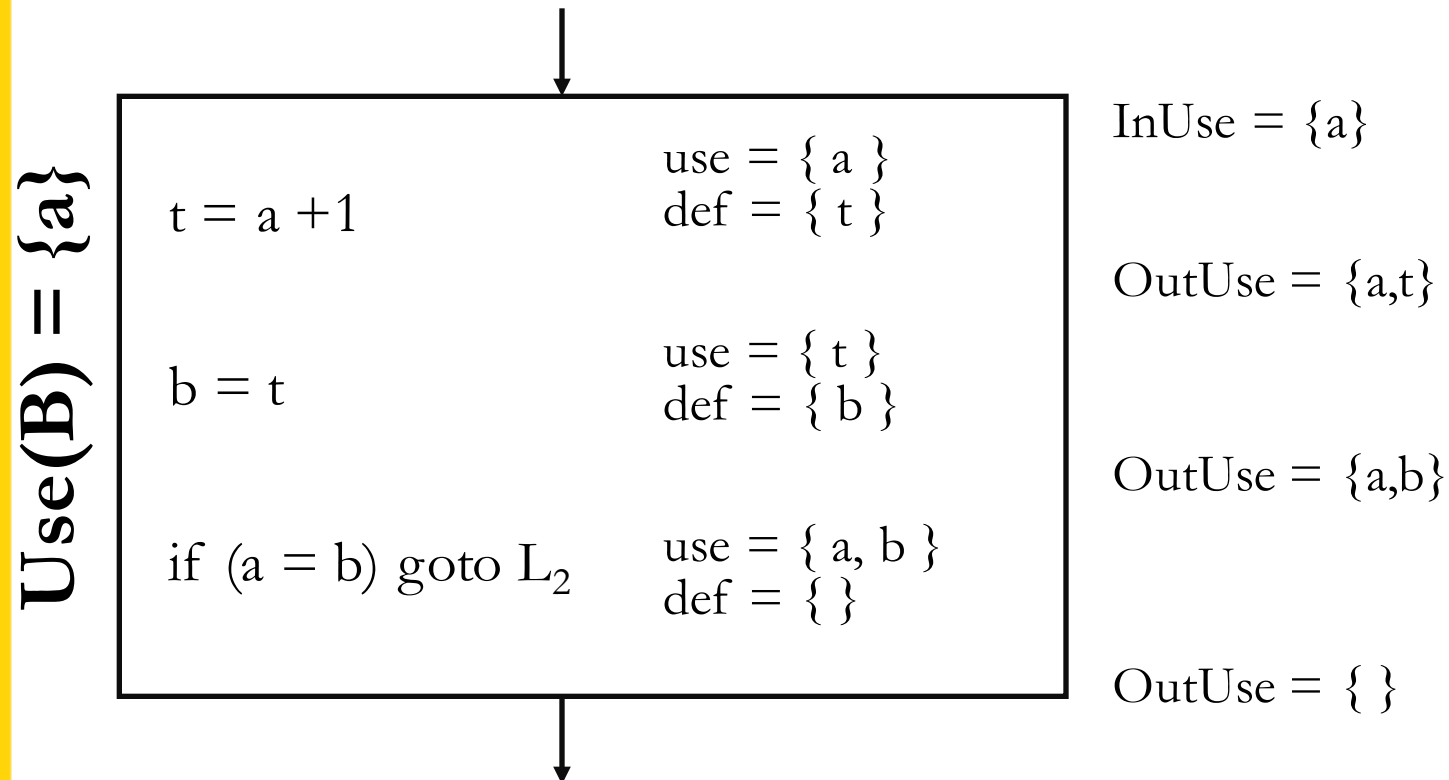 Use(B) = {a}
InUse = {a}
use = { a }
t = a +1
def = { t }
OutUse = {a,t}
use = { t }
b = t
def = { b }
OutUse = {a,b}
use = { a, b }
if (a = b) goto L₂
def = { }
OutUse = { }